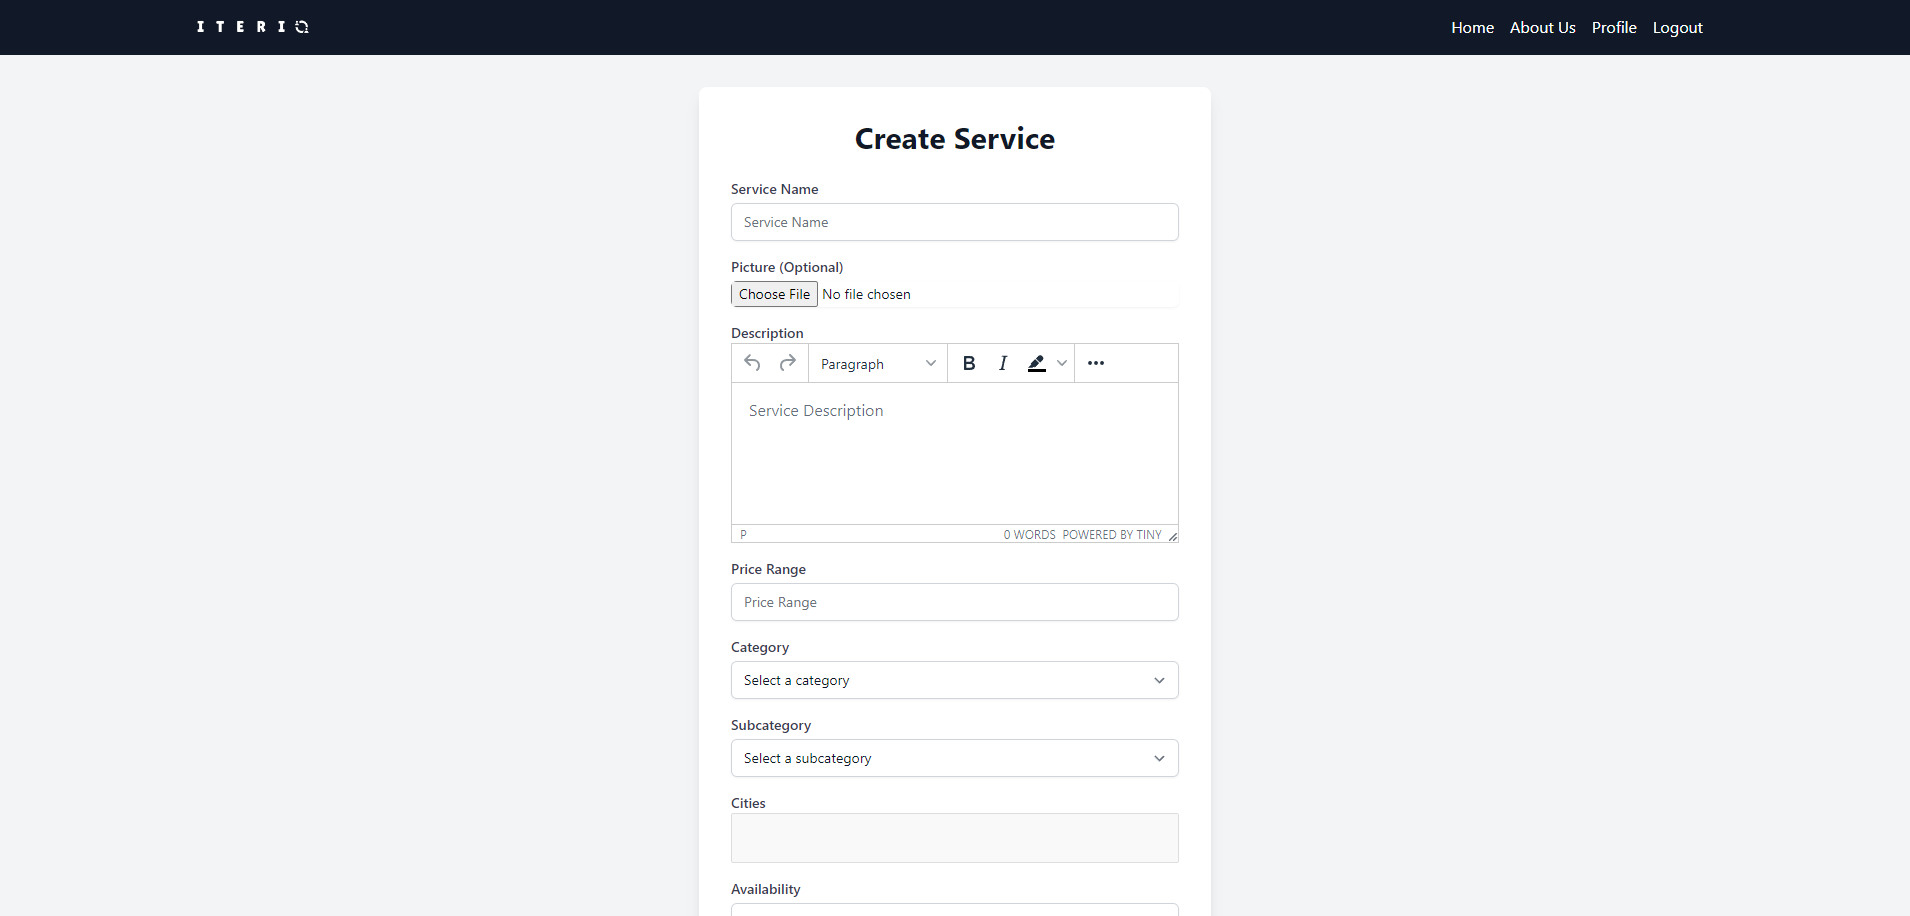 ITERIQ
Home About Us Profile Logout
Create Service
Service Name
Service Name
Picture (Optional)
Choose File No file chosen
Description
Paragraph B I
Service Description
P 0 WORDS POWERED BY TINY
Price Range
Price Range
Category
Select a category
Subcategory
Select a subcategory
Cities
Availability